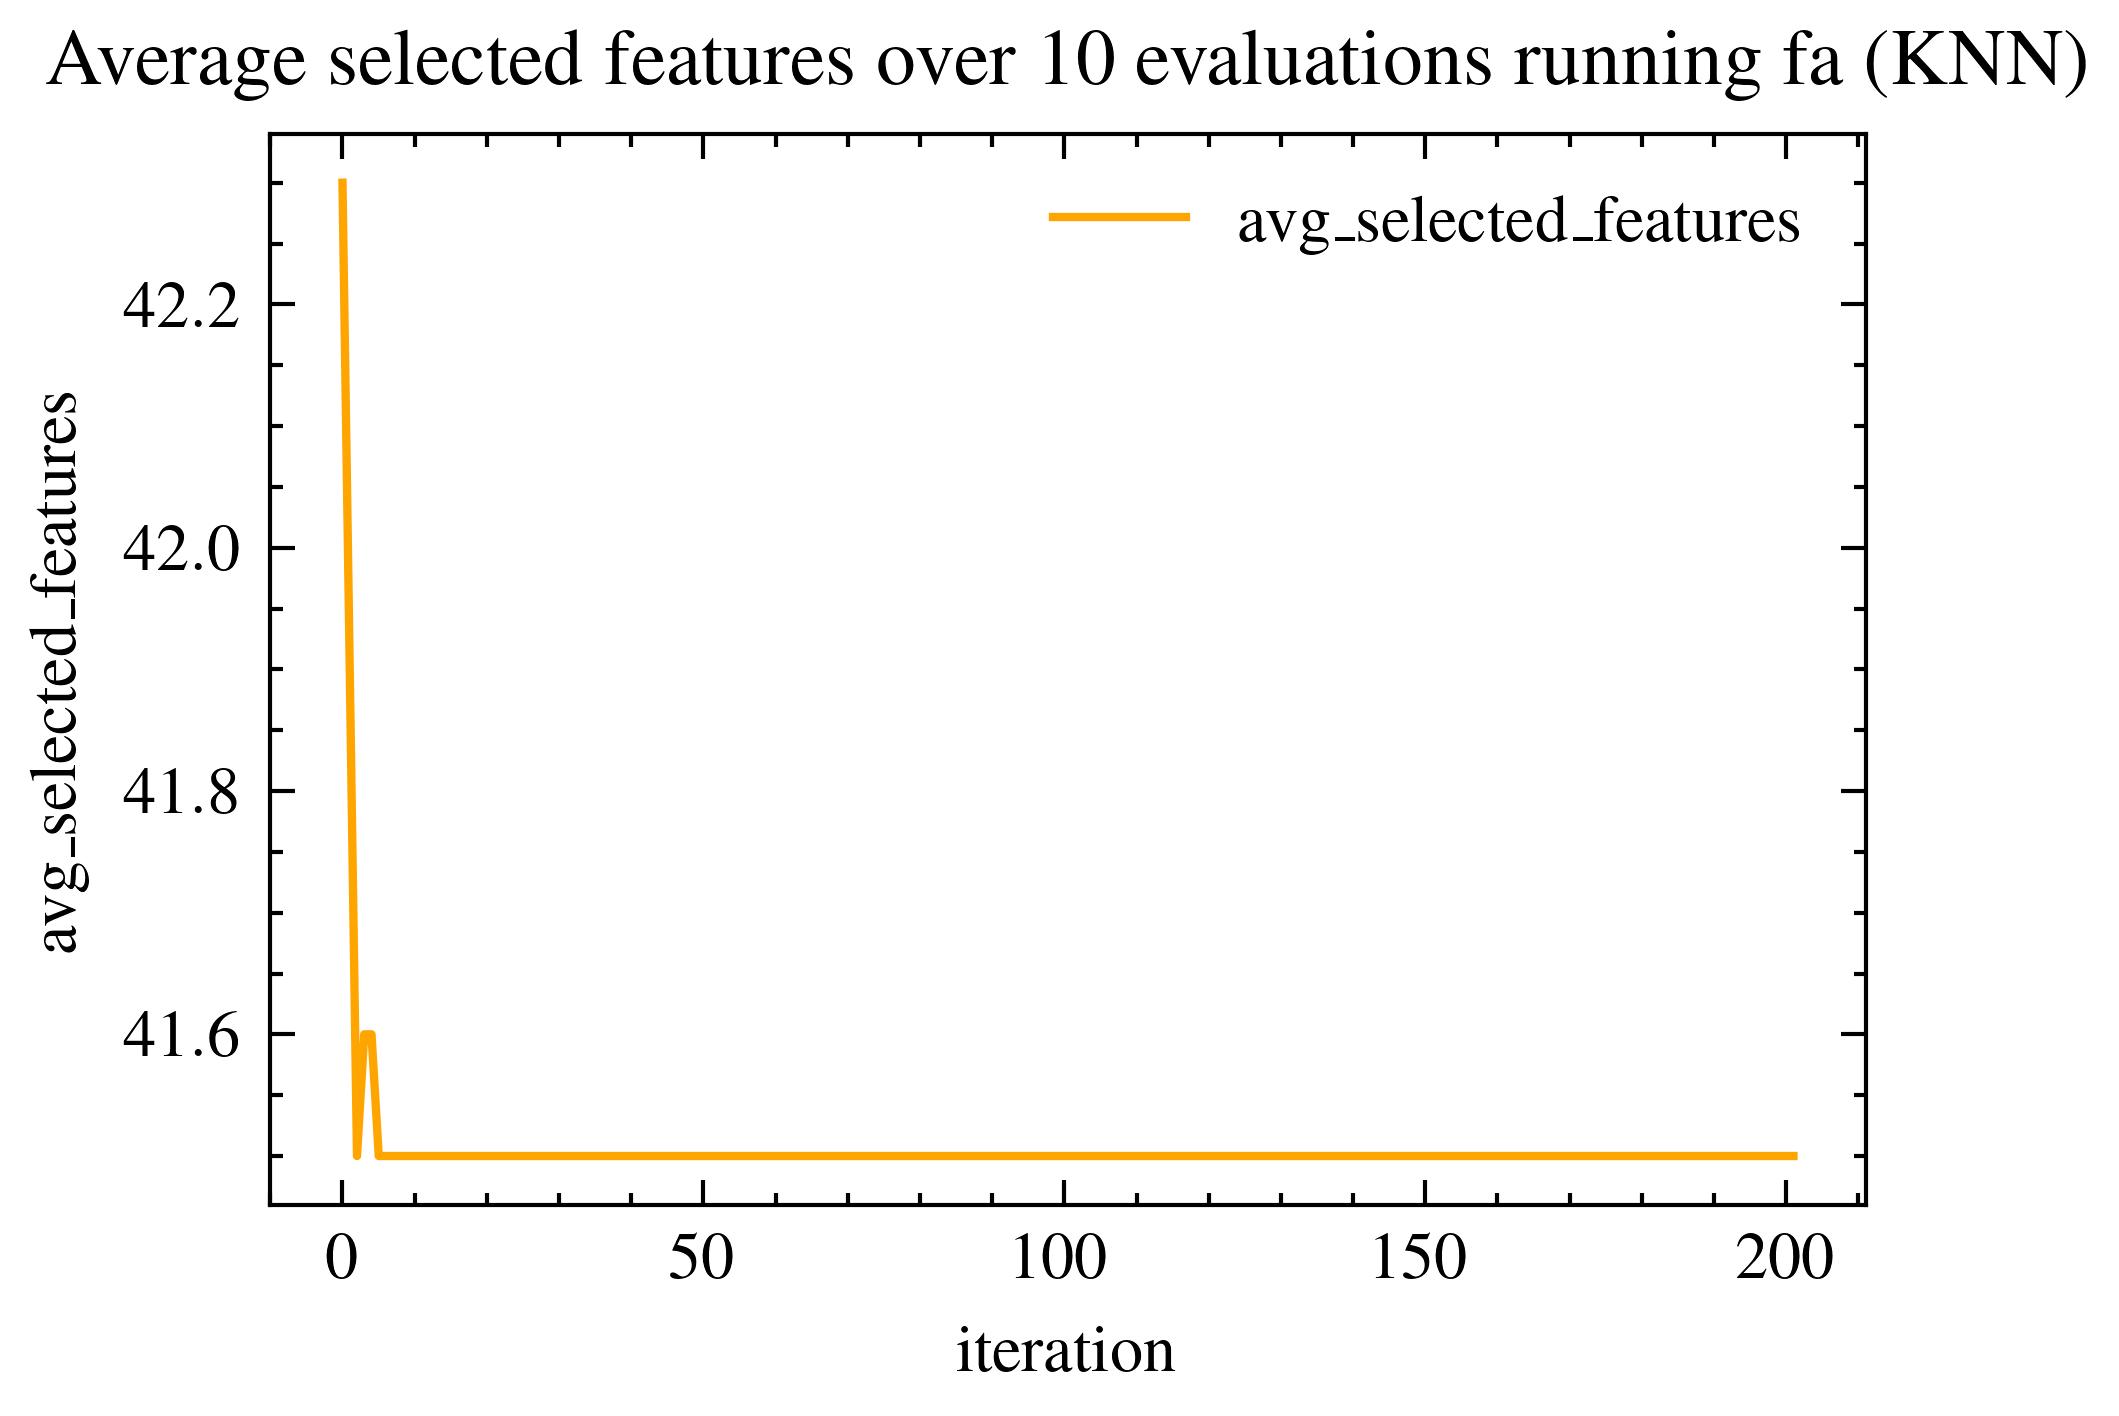 Average selected features over 10 evaluations running fa (KNN)
avg_selected_features
42.2
42.0
41.8
41.6
avg_selected_features
0 50 100 150 200
iteration